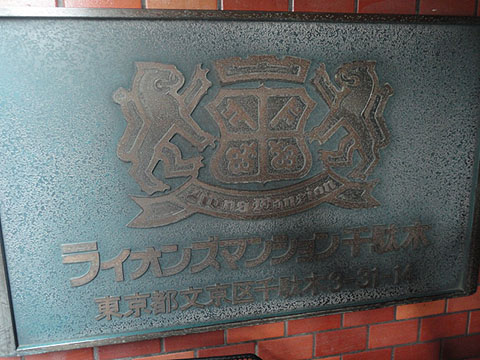 Lions Mansion
ライオンズマンション千駄木
東京都文京区千駄木3-31-14